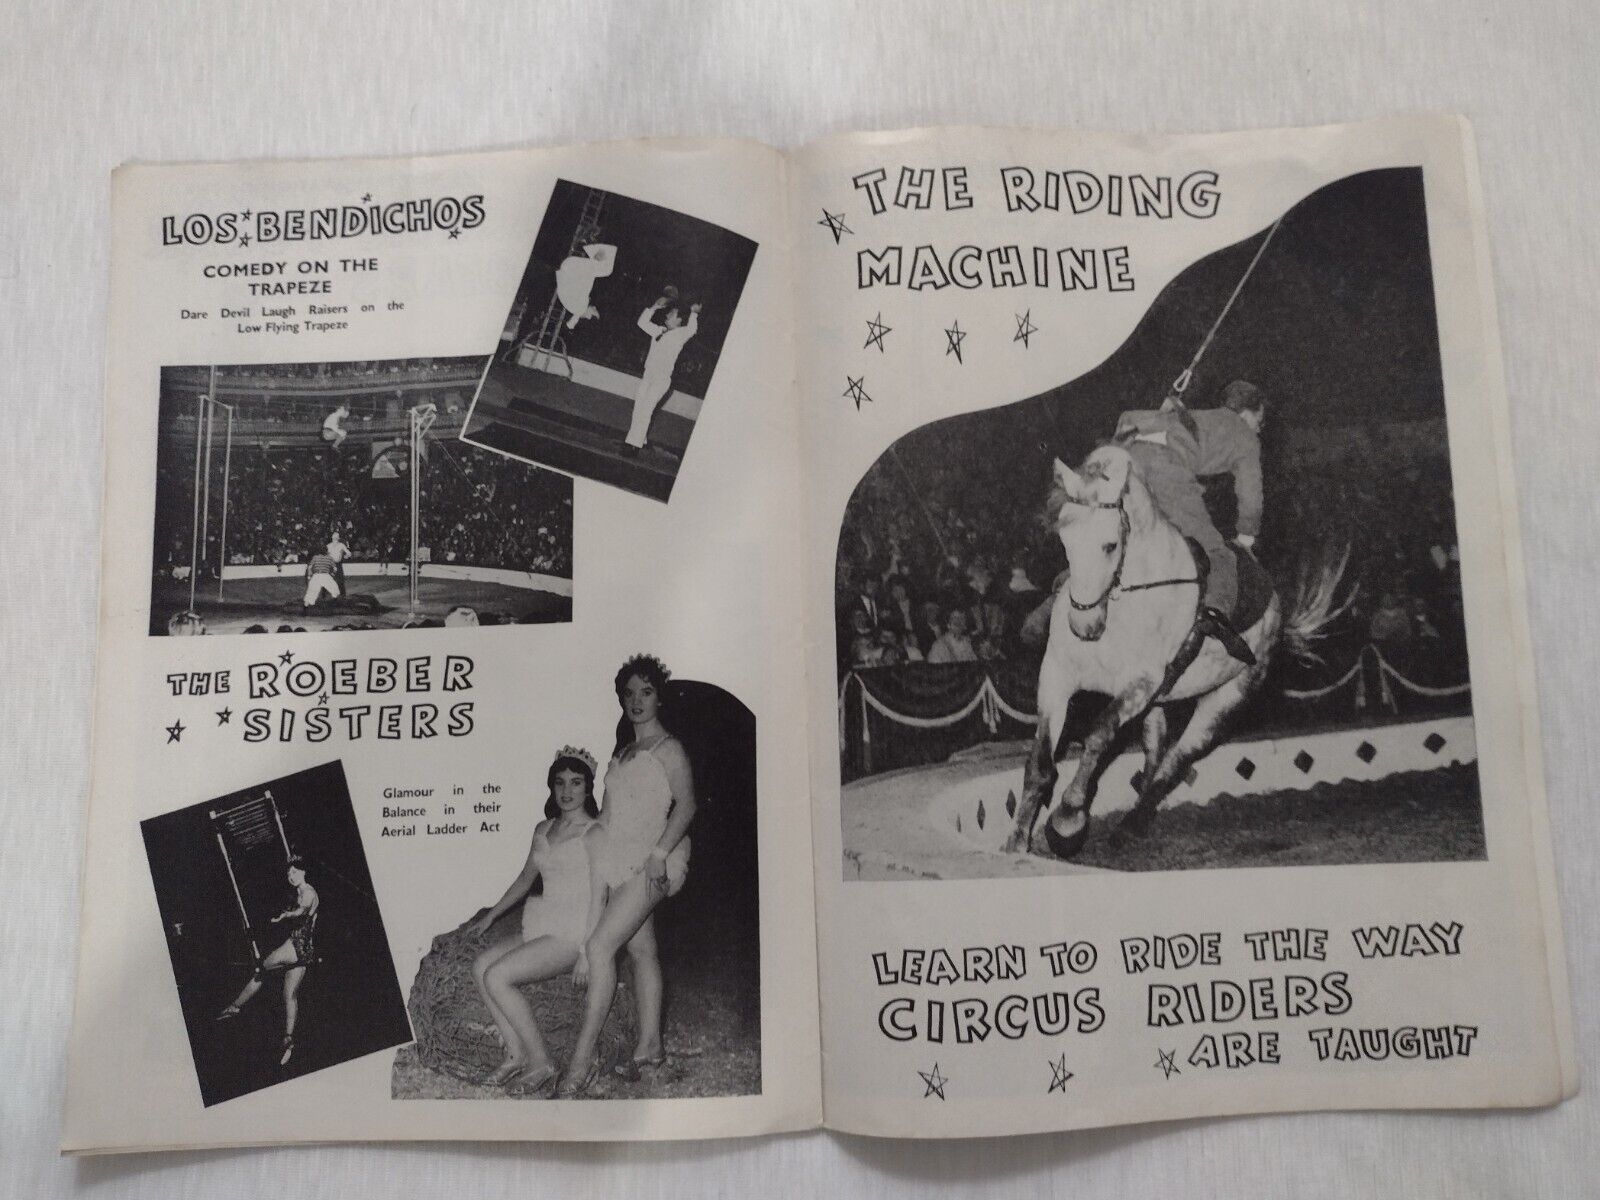 LOS BENDICHOS
COMEDY ON THE
TRAPEZE
Dare Devil Laugh Raisers on the
Low Flying Trapeze
THE ROEBER
SISTERS
Glamour in the
Balance in their
Aerial Ladder Act
THE RIDING
MACHINE
LEARN TO RIDE THE WAY
CIRCUS RIDERS
ARE TAUGHT